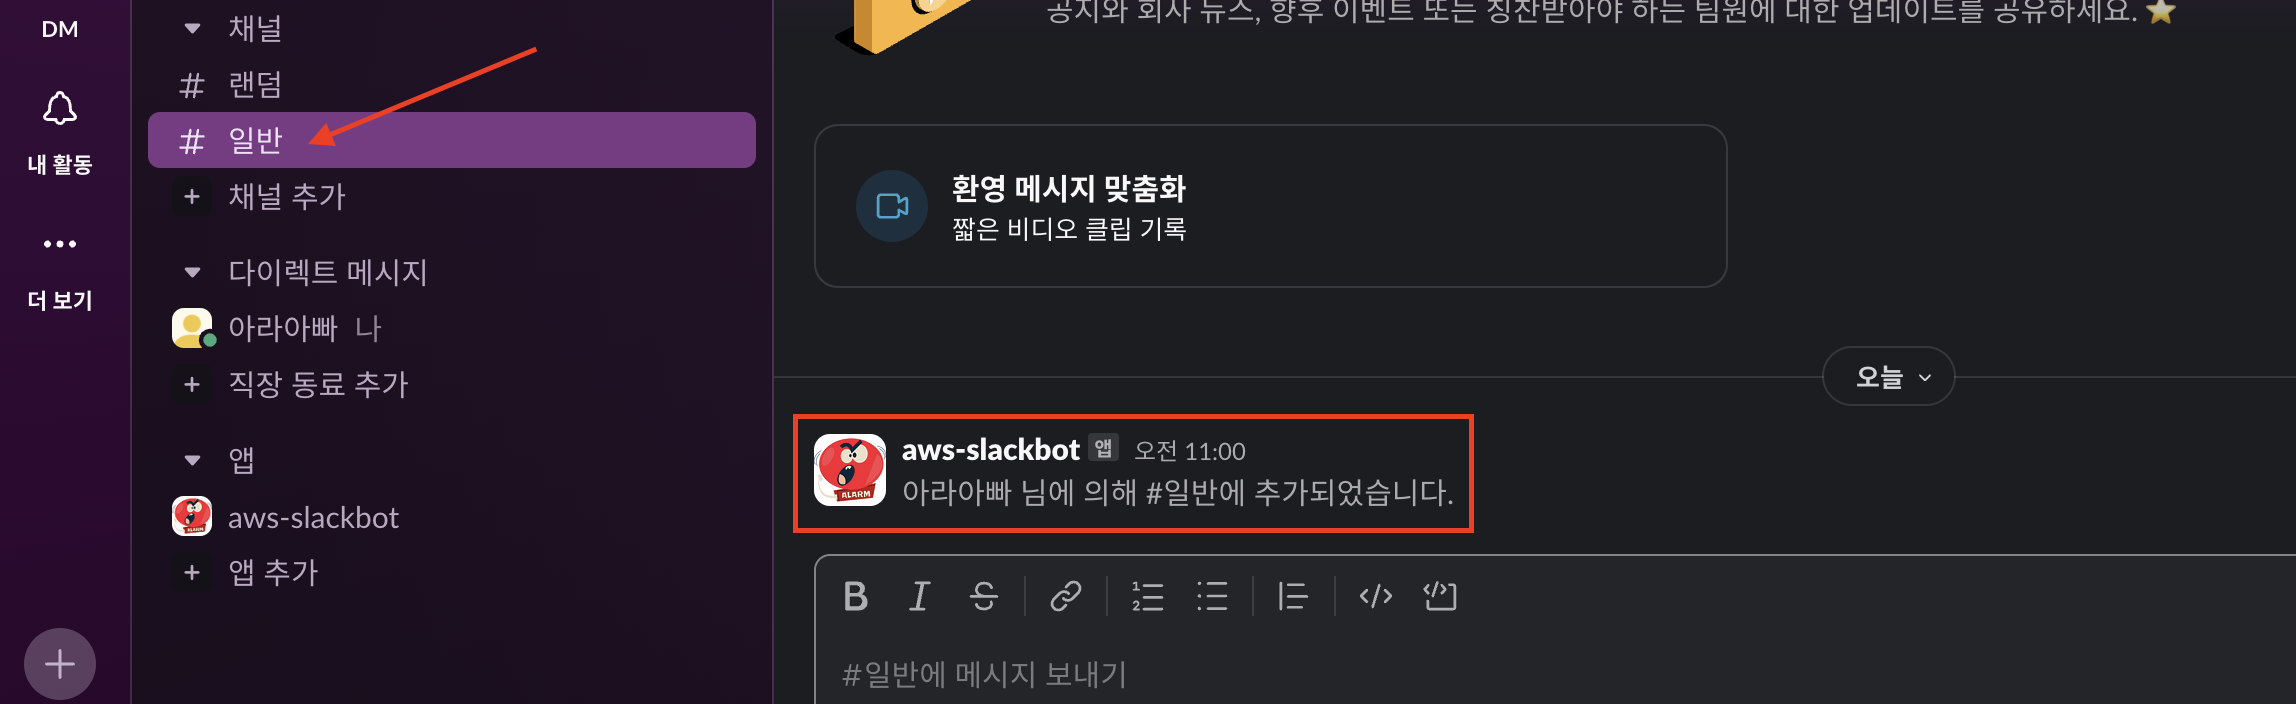 DM
내 활동
더 보기
채널
# 랜덤
# 일반
+ 채널 추가
다이렉트 메시지
아라아빠 나
+ 직장 동료 추가
앱
aws-slackbot
+ 앱 추가
공지와 회사 뉴스, 향후 이벤트 또는 칭찬받아야 하는 팀원에 대한 업데이트를 공유하세요. ⭐
환영 메시지 맞춤화
짧은 비디오 클립 기록
오늘
aws-slackbot 앱 오전 11:00
ALARM
아라아빠 님에 의해 #일반에 추가되었습니다.
#일반에 메시지 보내기